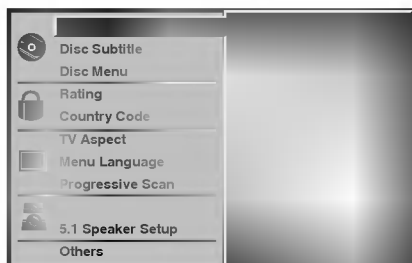 Disc Subtitle
Disc Menu
Rating
Country Code
TV Aspect
Menu Language
Progressive Scan
5.1 Speaker Setup
Others